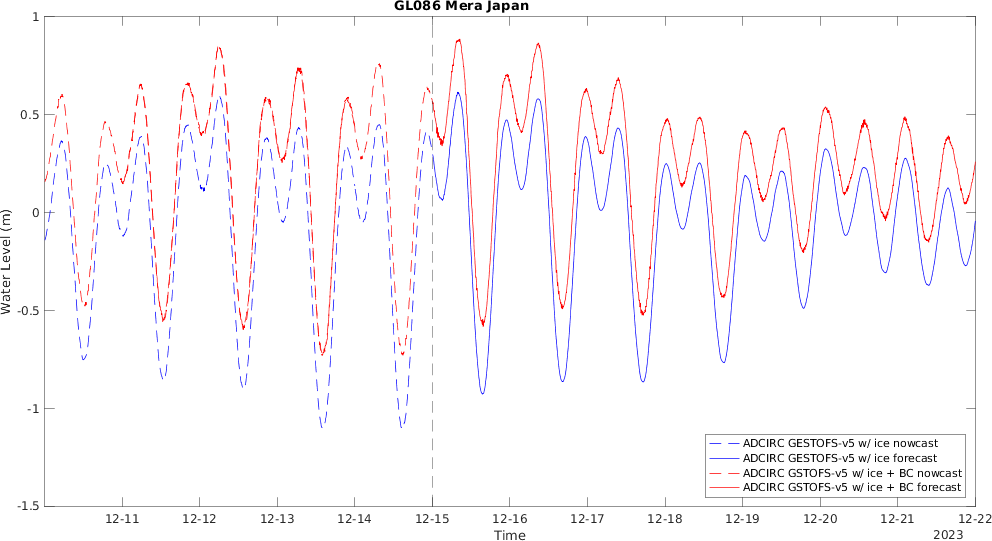 GL086 Mera Japan
1
0.5
0
-0.5
-1
-1.5
Water Level (m)
12-11
12-12
12-13
12-14
12-15
12-16
12-17
12-18
12-19
12-20
12-21
12-22
Time
2023
ADCIRC GESTOFS-v5 w/ ice nowcast
ADCIRC GESTOFS-v5 w/ ice forecast
ADCIRC GSTOFS-v5 w/ ice + BC nowcast
ADCIRC GSTOFS-v5 w/ ice + BC forecast